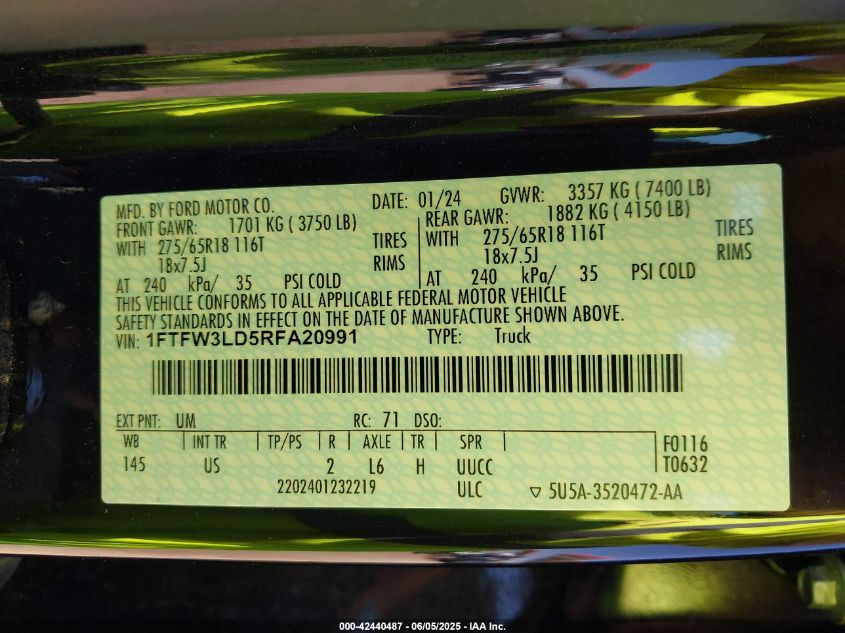 MFD. BY FORD MOTOR CO. DATE: 01/24 GVWR: 3357 KG ( 7400 LB)
FRONT GAWR: 1701 KG ( 3750 LB) REAR GAWR: 1882 KG ( 4150 LB)
WITH 275/65R18 116T TIRES WITH 275/65R18 116T TIRES
18x7.5J RIMS 18x7.5J RIMS
AT 240 kPa/ 35 PSI COLD AT 240 kPa/ 35 PSI COLD
THIS VEHICLE CONFORMS TO ALL APPLICABLE FEDERAL MOTOR VEHICLE
SAFETY STANDARDS IN EFFECT ON THE DATE OF MANUFACTURE SHOWN ABOVE.
VIN: 1FTFW3LD5RFA20991 TYPE: Truck
EXT PNT: UM RC: 71 DSO:
WB INT TR TP/PS R AXLE TR SPR F0116
145 US 2 L6 H UUCC T0632
2202401232219 ULC ▽ 5U5A-3520472-AA
000-42440487 - 06/05/2025 - IAA Inc.